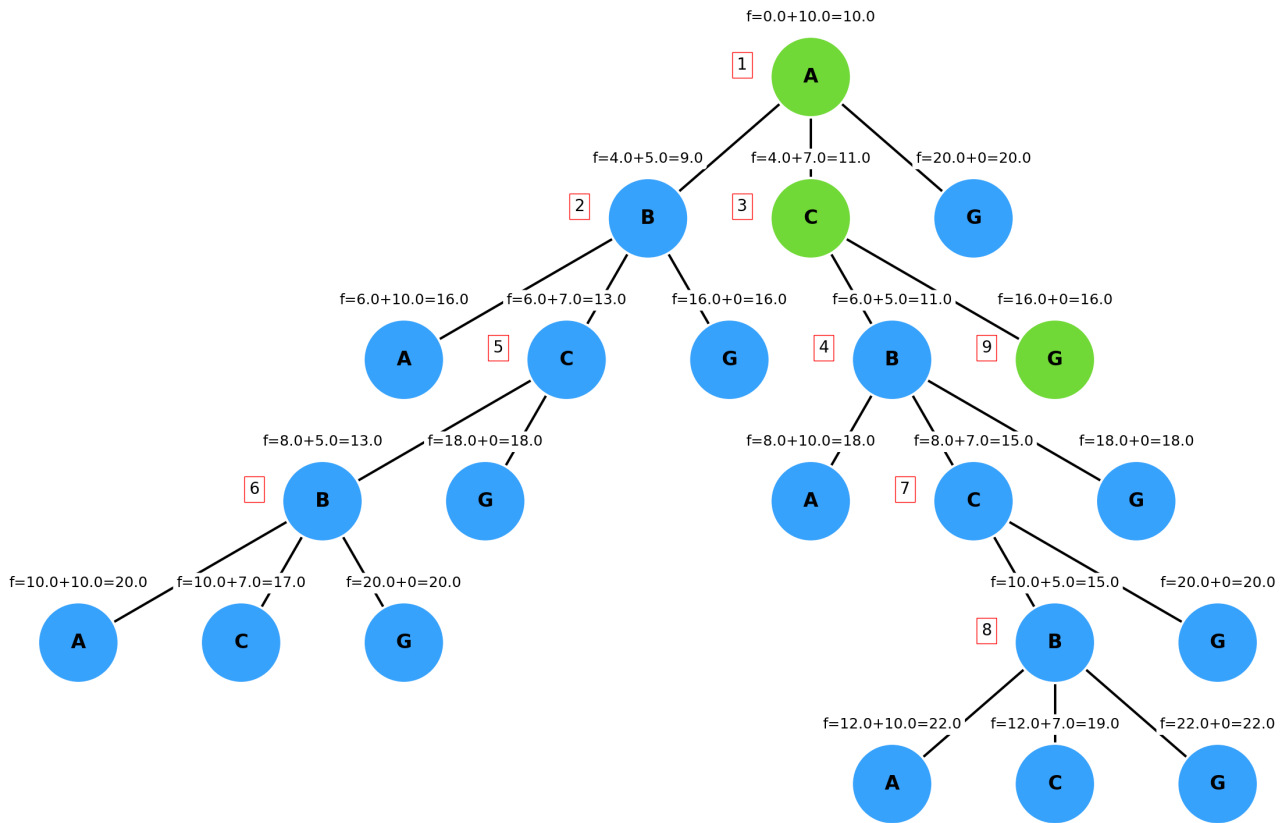 f=0.0+10.0=10.0
1
A
f=4.0+5.0=9.0
f=4.0+7.0=11.0
f=20.0+0=20.0
2
B
3
C
G
f=6.0+10.0=16.0
f=6.0+7.0=13.0
f=16.0+0=16.0
f=6.0+5.0=11.0
f=16.0+0=16.0
A
5
C
G
4
B
9
G
f=8.0+5.0=13.0
f=18.0+0=18.0
f=8.0+10.0=18.0
f=8.0+7.0=15.0
f=18.0+0=18.0
6
B
G
A
7
C
G
f=10.0+10.0=20.0
f=10.0+7.0=17.0
f=20.0+0=20.0
f=10.0+5.0=15.0
f=20.0+0=20.0
A
C
G
8
B
G
f=12.0+10.0=22.0
f=12.0+7.0=19.0
f=22.0+0=22.0
A
C
G